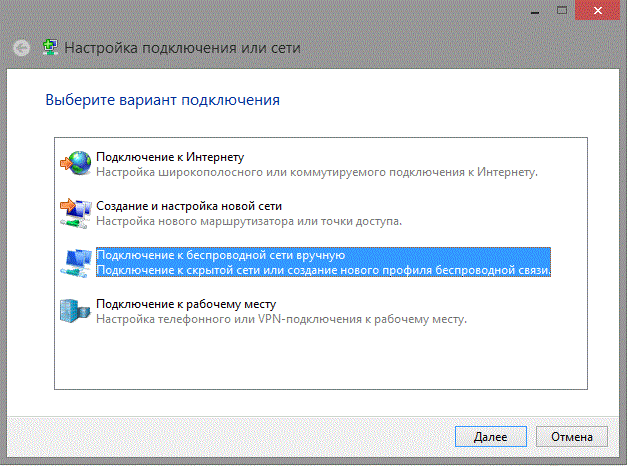 Настройка подключения или сети
Выберите вариант подключения
Подключение к Интернету
Настройка широкополосного или коммутируемого подключения к Интернету.
Создание и настройка новой сети
Настройка нового маршрутизатора или точки доступа.
Подключение к беспроводной сети вручную
Подключение к скрытой сети или создание нового профиля беспроводной связи.
Подключение к рабочему месту
Настройка телефонного или VPN-подключения к рабочему месту.
Далее
Отмена